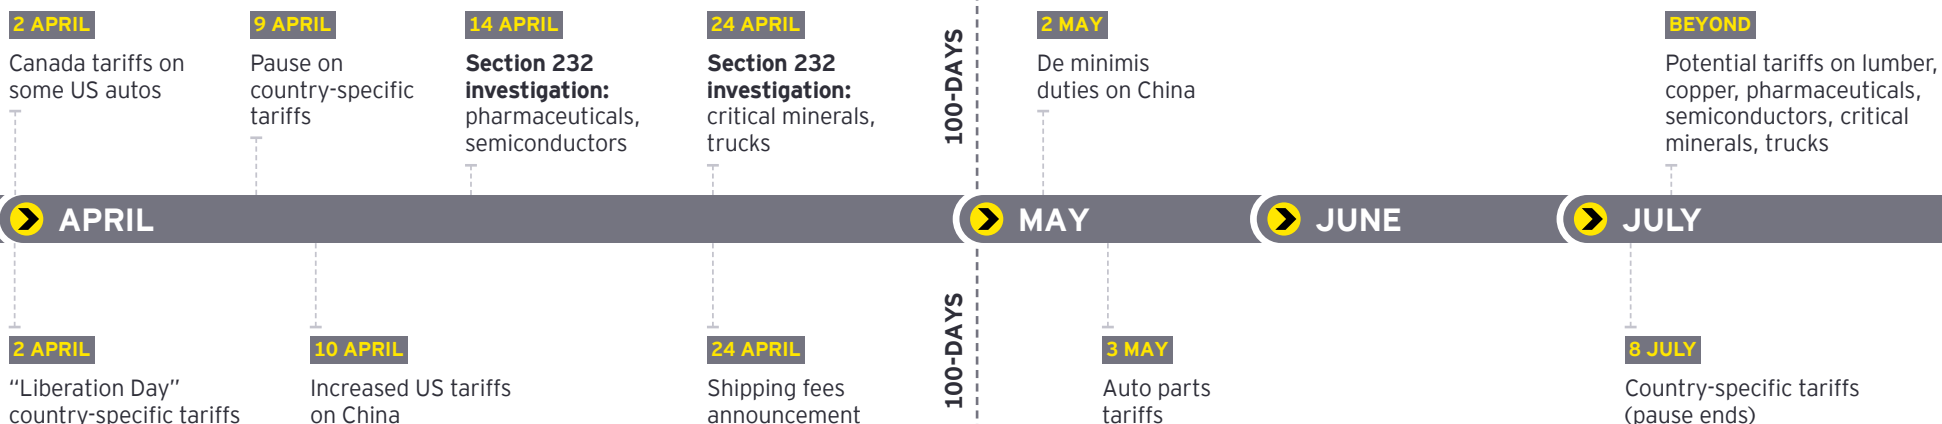 2 APRIL
Canada tariffs on
some US autos
9 APRIL
Pause on
country-specific
tariffs
14 APRIL
Section 232
investigation:
pharmaceuticals,
semiconductors
24 APRIL
Section 232
investigation:
critical minerals,
trucks
100-DAYS
2 MAY
De minimis
duties on China
BEYOND
Potential tariffs on lumber,
copper, pharmaceuticals,
semiconductors, critical
minerals, trucks
APRIL
MAY
JUNE
JULY
2 APRIL
“Liberation Day”
country-specific tariffs
10 APRIL
Increased US tariffs
on China
24 APRIL
Shipping fees
announcement
100-DAYS
3 MAY
Auto parts
tariffs
8 JULY
Country-specific tariffs
(pause ends)